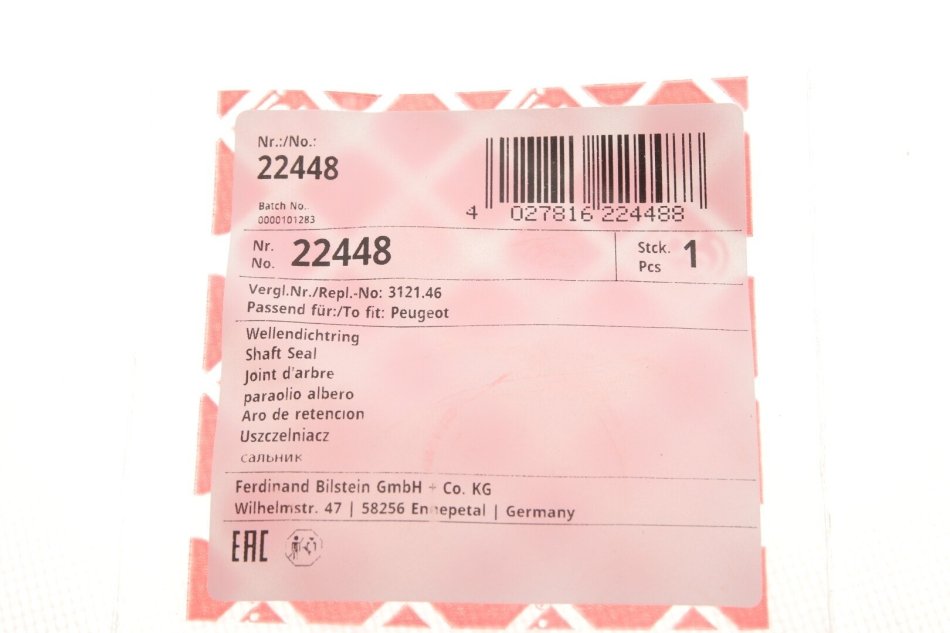 Nr.:/No.:
22448
Batch No..
0000101283
4 027816 224488
Nr.
No. 22448
Stck.
Pcs 1
Vergl.Nr./Repl.-No: 3121.46
Passend für:/To fit: Peugeot
Wellendichtring
Shaft Seal
Joint d'arbre
paraolio albero
Aro de retencion
Uszczelniacz
сальник
Ferdinand Bilstein GmbH + Co. KG
Wilhelmstr. 47 | 58256 Ennepetal | Germany
EAC